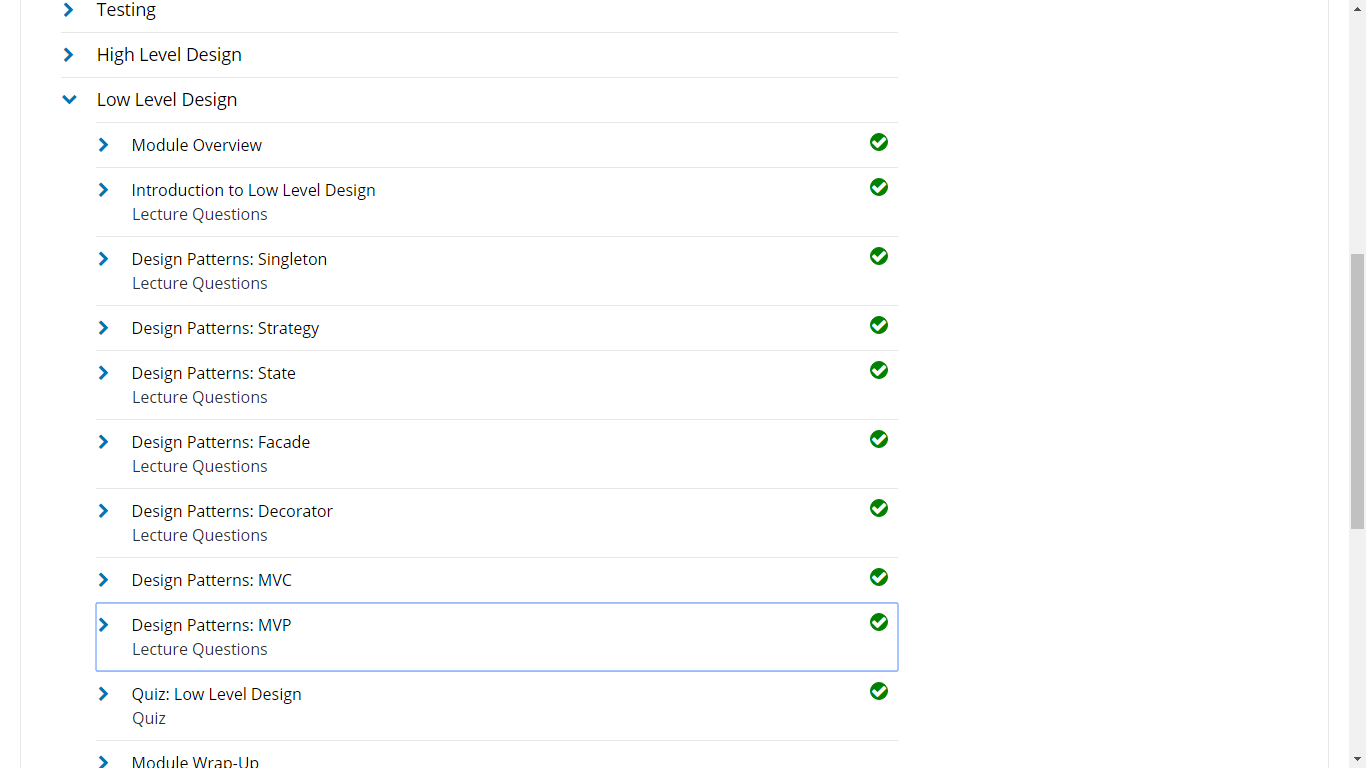 Testing
High Level Design
Low Level Design
Module Overview
Introduction to Low Level Design
Lecture Questions
Design Patterns: Singleton
Lecture Questions
Design Patterns: Strategy
Design Patterns: State
Lecture Questions
Design Patterns: Facade
Lecture Questions
Design Patterns: Decorator
Lecture Questions
Design Patterns: MVC
Design Patterns: MVP
Lecture Questions
Quiz: Low Level Design
Quiz
Module Wrap-Up